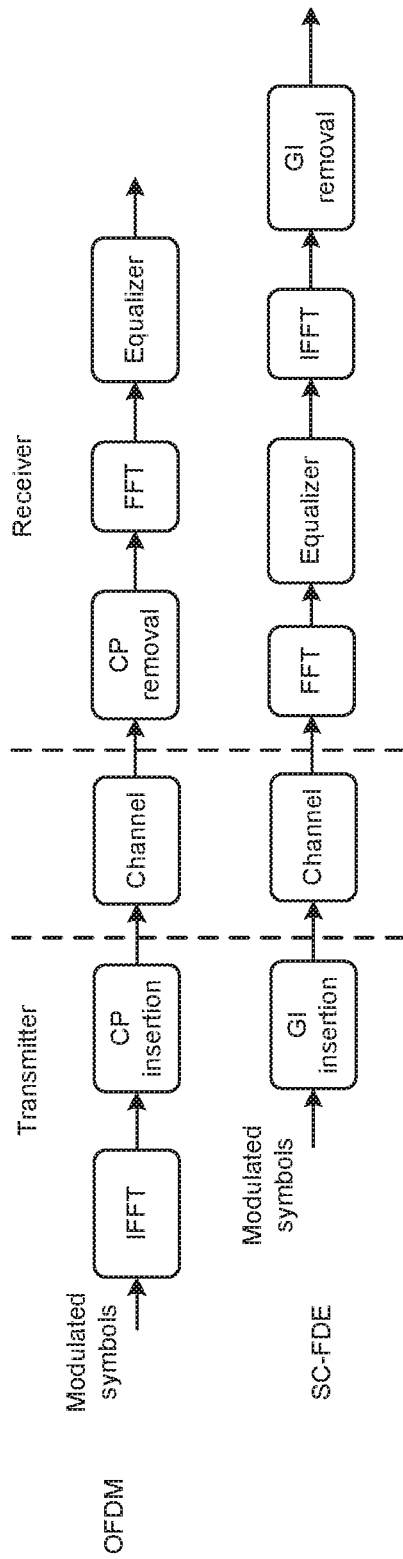 Transmitter
Receiver
OFDM
Modulated
symbols
IFFT
CP
insertion
Channel
CP
removal
FFT
Equalizer
SC-FDE
Modulated
symbols
GI
insertion
Channel
FFT
Equalizer
IFFT
GI
removal